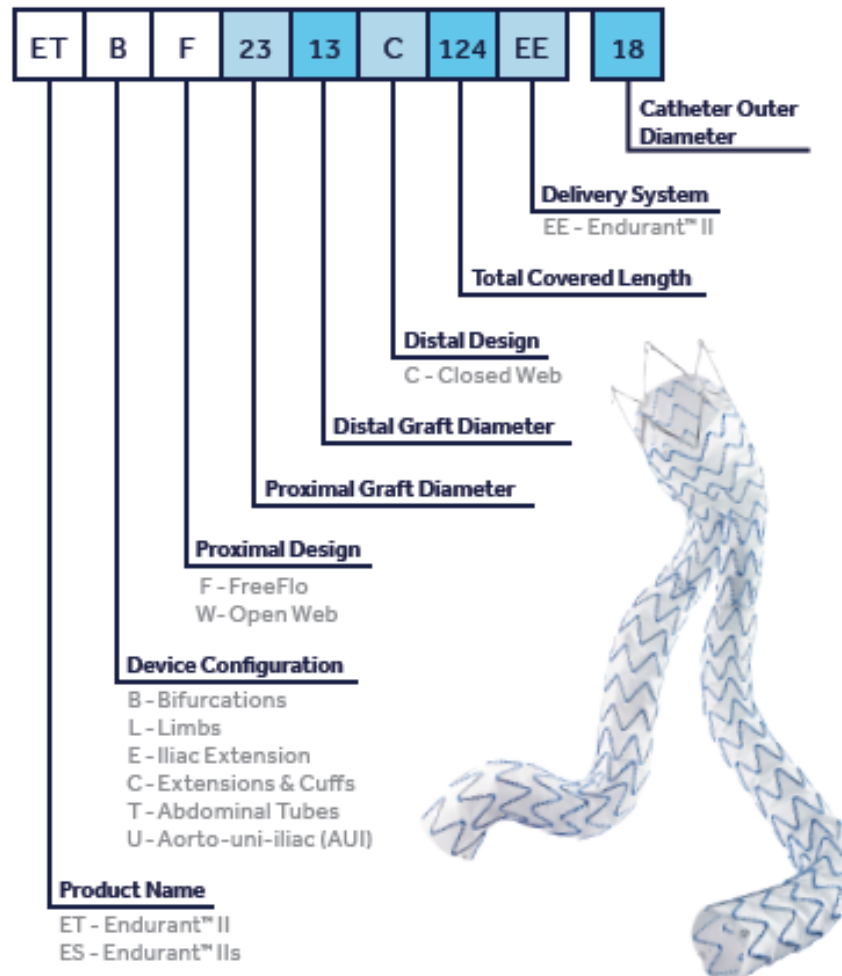 ET B F 23 13 C 124 EE 18
Catheter Outer
Diameter
Delivery System
EE - Endurant™ II
Total Covered Length
Distal Design
C - Closed Web
Distal Graft Diameter
Proximal Graft Diameter
Proximal Design
F - FreeFlo
W- Open Web
Device Configuration
B - Bifurcations
L - Limbs
E - Iliac Extension
C - Extensions & Cuffs
T - Abdominal Tubes
U - Aorto-uni-iliac (AUI)
Product Name
ET - Endurant™ II
ES - Endurant™ IIs